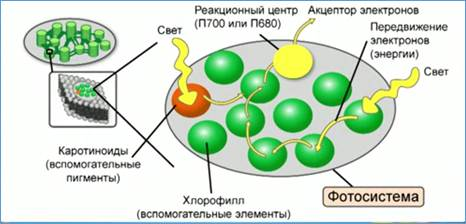 Реакционный центр
(П700 или П680)
Акцептор электронов
Свет
Передвижение
электронов
(энергии)
Свет
Каротиноиды
(вспомогательные
пигменты)
Хлорофилл
(вспомогательные элементы)
Фотосистема